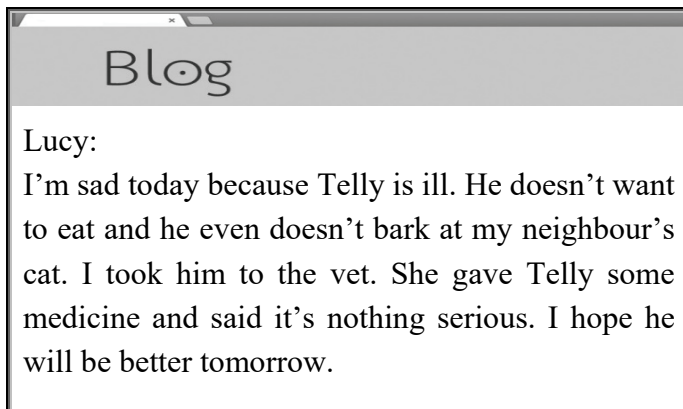 Blog
Lucy:
I’m sad today because Telly is ill. He doesn’t want
to eat and he even doesn’t bark at my neighbour’s
cat. I took him to the vet. She gave Telly some
medicine and said it’s nothing serious. I hope he
will be better tomorrow.